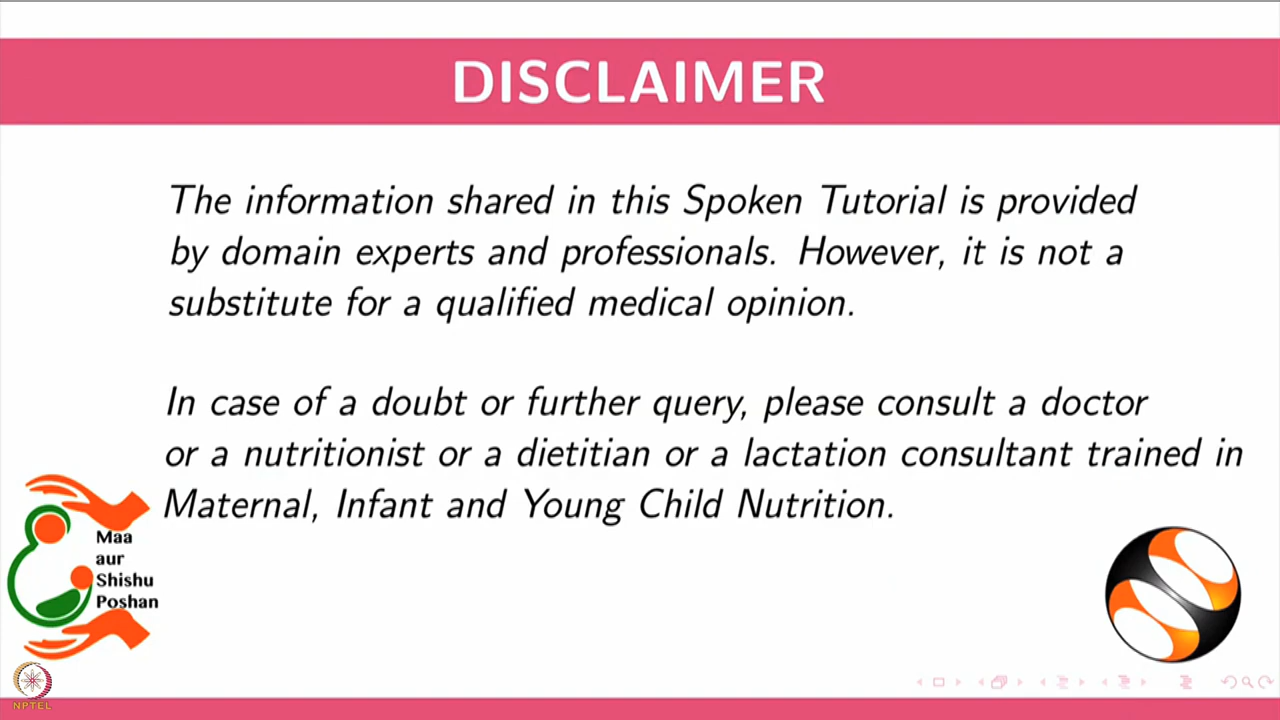 DISCLAIMER
The information shared in this Spoken Tutorial is provided
by domain experts and professionals. However, it is not a
substitute for a qualified medical opinion.
In case of a doubt or further query, please consult a doctor
or a nutritionist or a dietitian or a lactation consultant trained in
Maternal, Infant and Young Child Nutrition.
Maa
aur
Shishu
Poshan
NPTEL